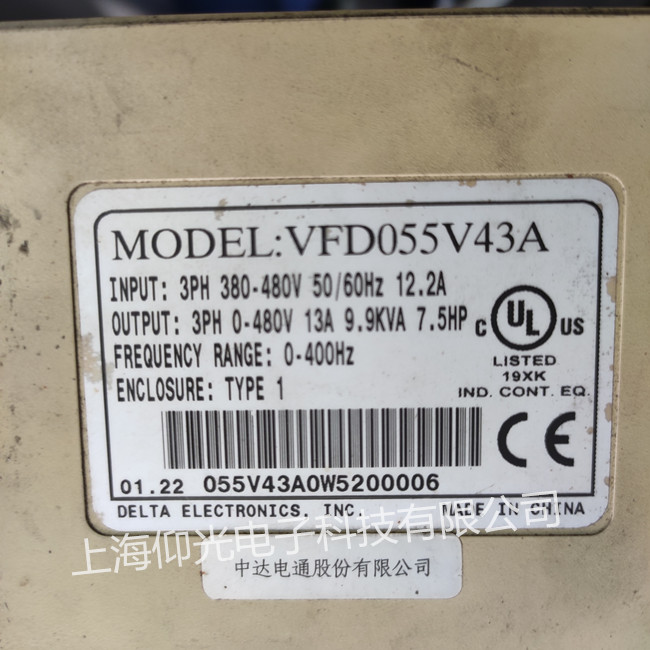 MODEL:VFD055V43A
INPUT: 3PH 380-480V 50/60Hz 12.2A
OUTPUT: 3PH 0-480V 13A 9.9KVA 7.5HP
FREQUENCY RANGE: 0-400Hz
ENCLOSURE: TYPE 1
C UL US
LISTED
19XK
IND. CONT. EQ.
CE
01.22 055V43A0W5200006
DELTA ELECTRONICS, INC. MADE IN CHINA
上海仰光电子科技有限公司
中达电通股份有限公司